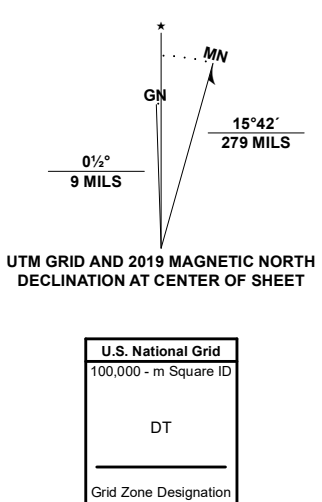 ★
MN
GN
15°42´
279 MILS
0½°
9 MILS
UTM GRID AND 2019 MAGNETIC NORTH
DECLINATION AT CENTER OF SHEET
U.S. National Grid
100,000 - m Square ID
DT
Grid Zone Designation